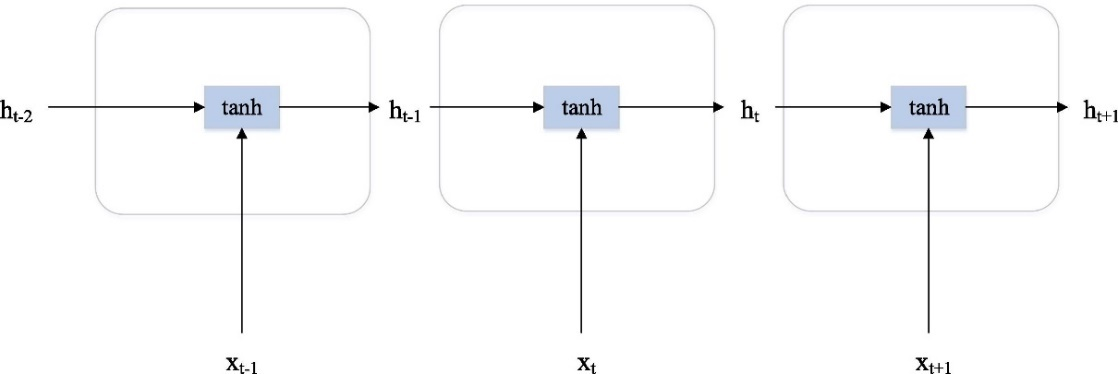 tanh tanh tanh
h_{t-2} h_{t-1} h_t h_{t+1}
x_{t-1} x_t x_{t+1}